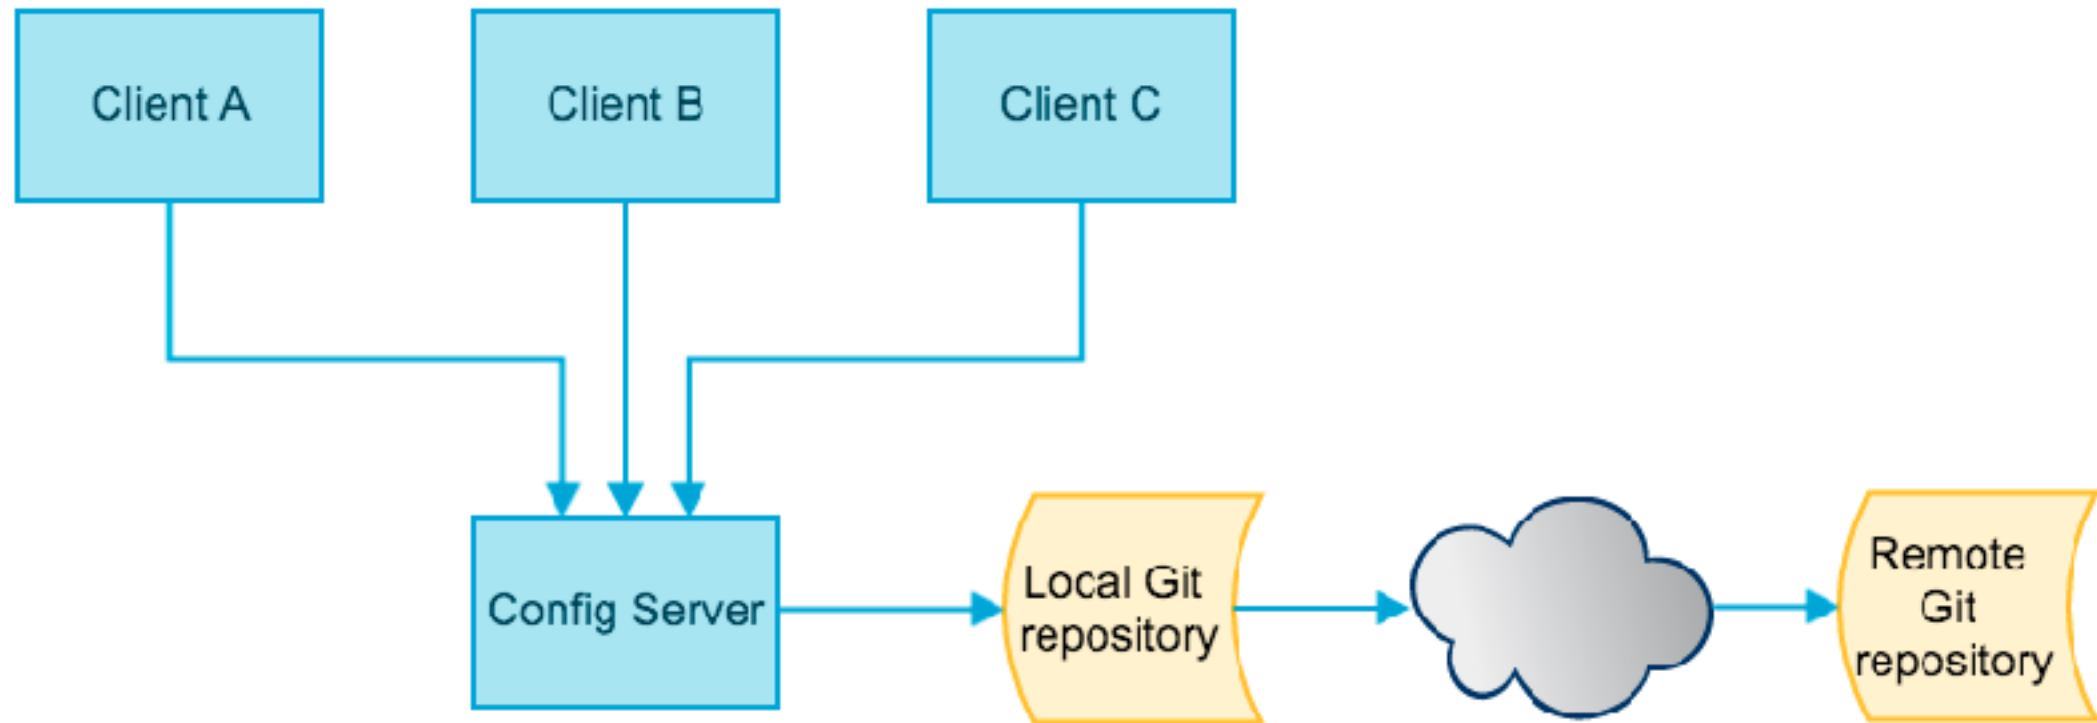 Client A
Client B
Client C
Config Server
Local Git
repository
Remote
Git
repository